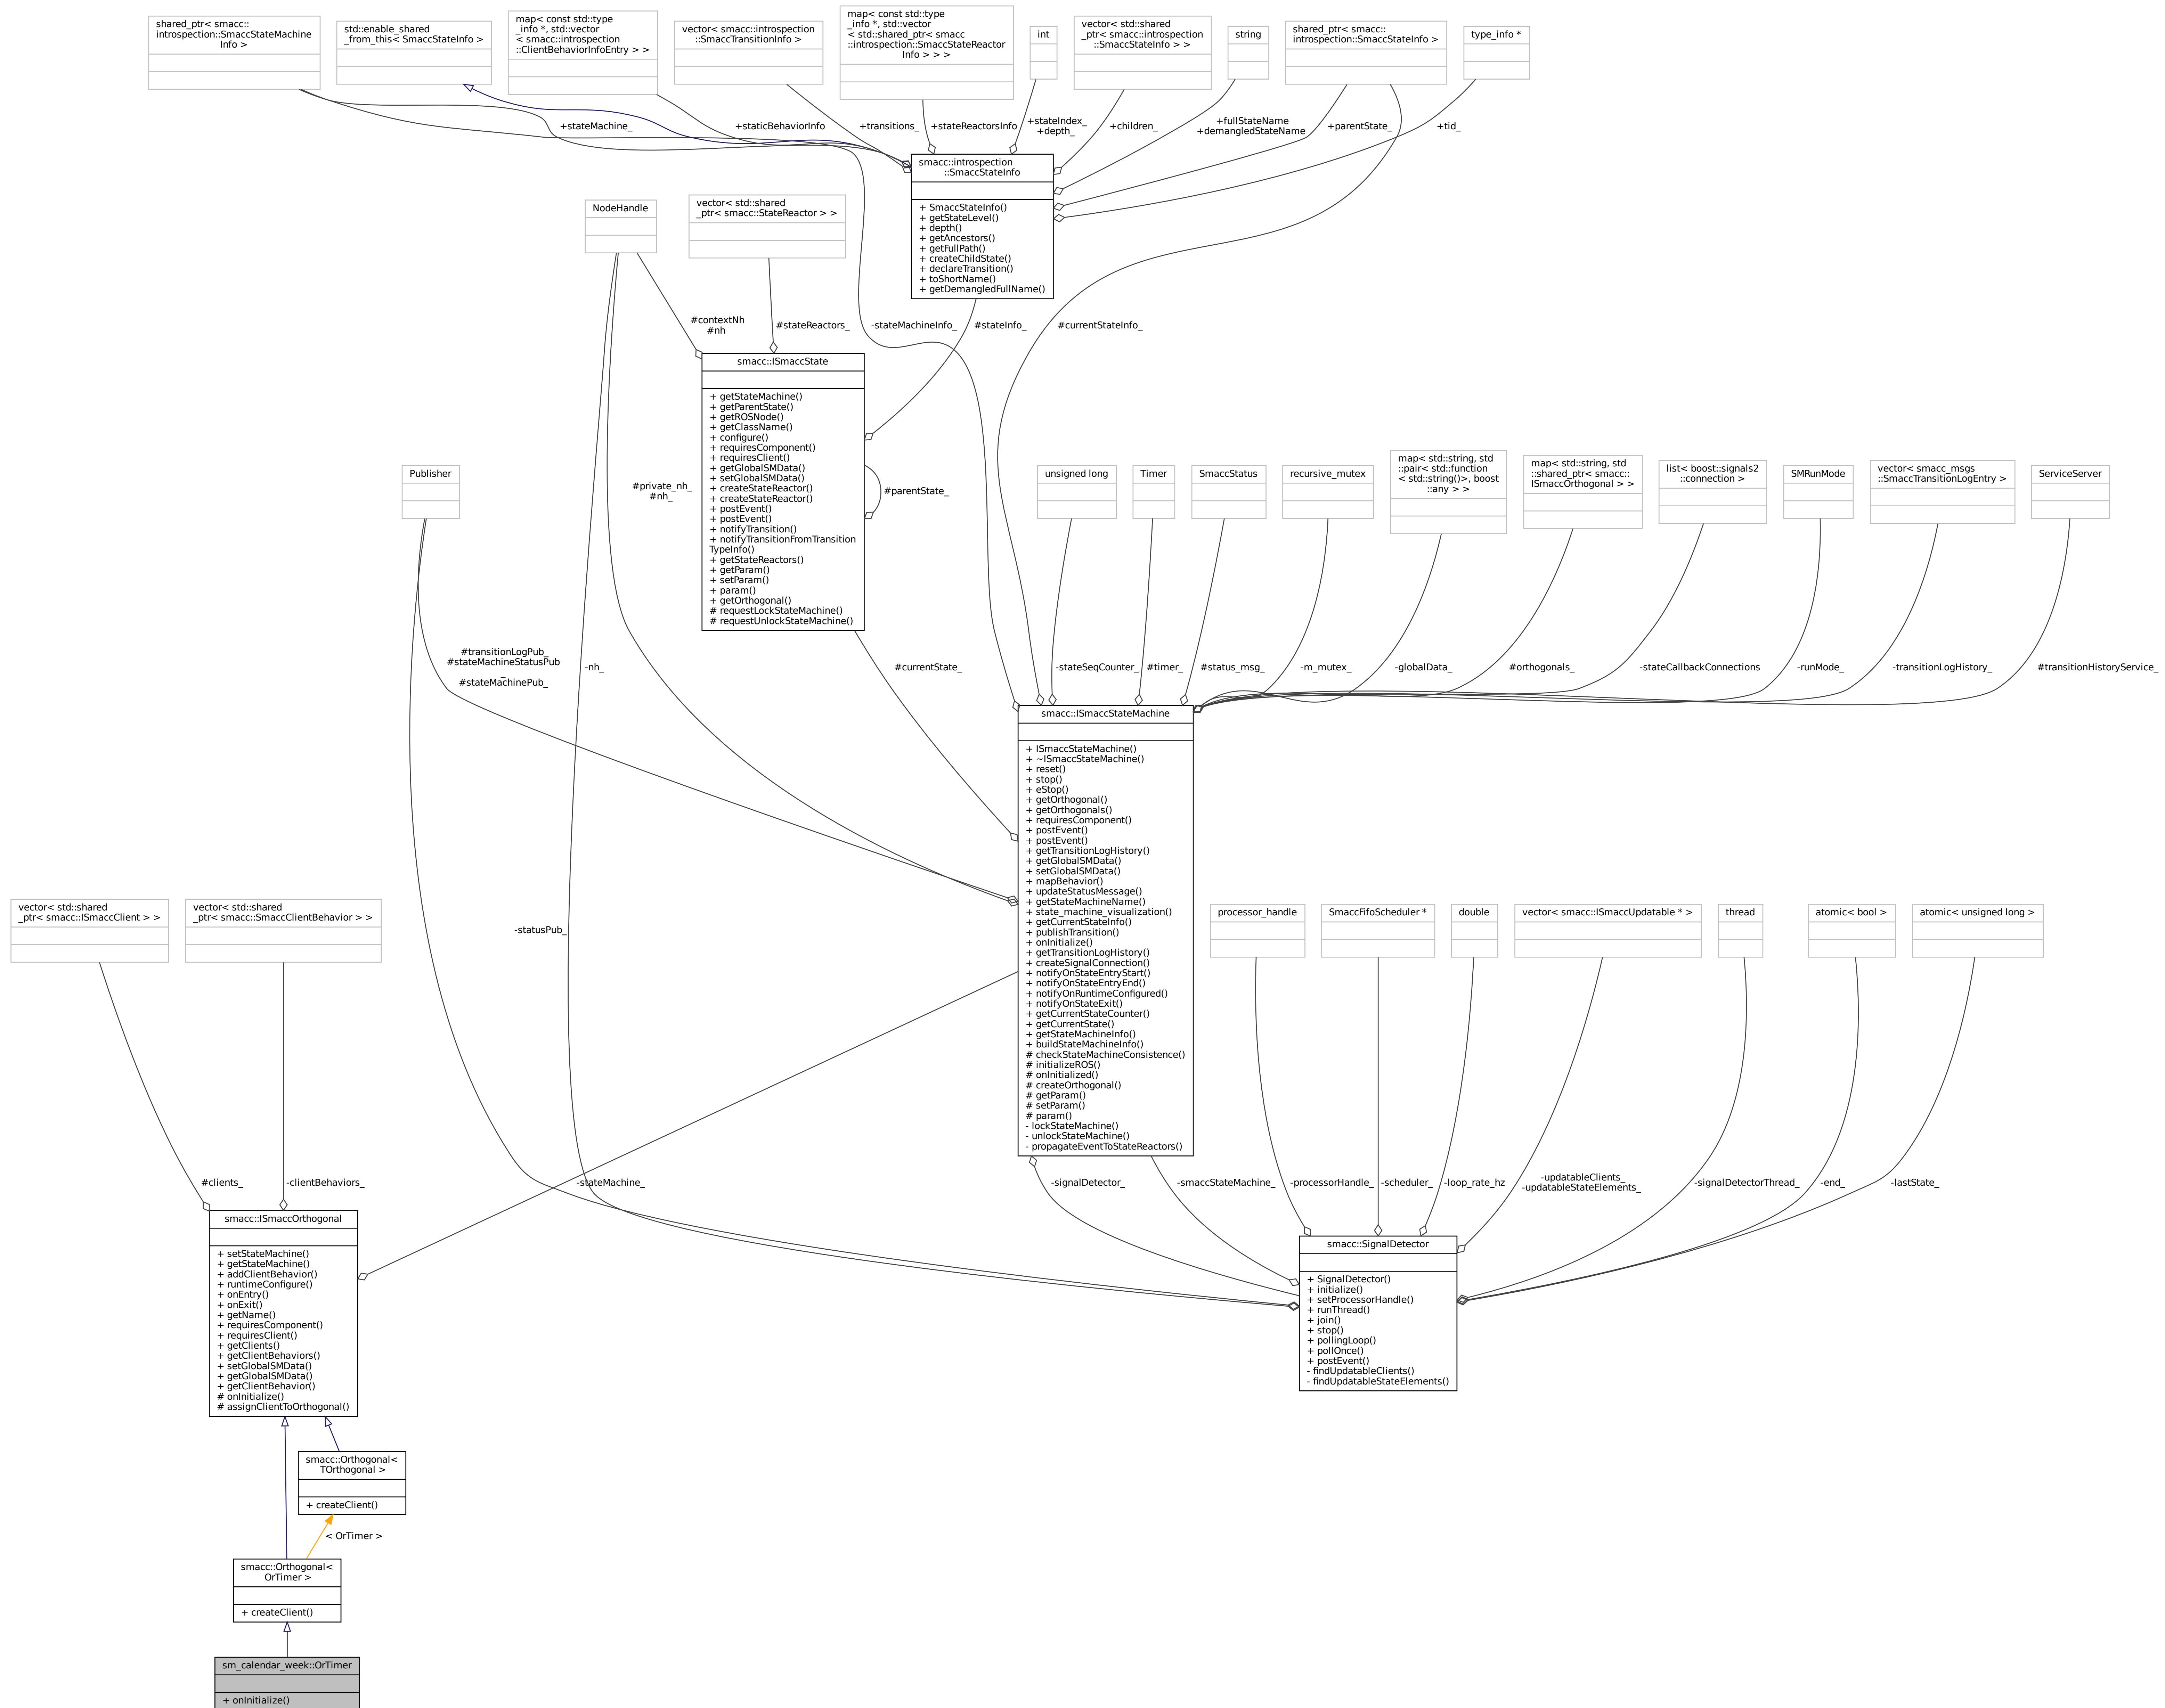 shared_ptr< smacc::
introspection::SmaccStateMachine
Info >
std::enable_shared
_from_this< SmaccStateInfo >
map< const std::type
_info *, std::vector
< smacc::introspection
::ClientBehaviorInfoEntry > >
vector< smacc::introspection
::SmaccTransitionInfo >
map< const std::type
_info *, std::vector
< std::shared_ptr< smacc
::introspection::SmaccStateReactor
Info > > >
int
vector< std::shared
_ptr< smacc::introspection
::SmaccStateInfo > >
string
shared_ptr< smacc::
introspection::SmaccStateInfo >
type_info *
+stateMachine_
+staticBehaviorInfo
+transitions_
+stateReactorsInfo
+stateIndex_
+depth_
+children_
+fullStateName
+demangledStateName
+parentState_
+tid_
smacc::introspection
::SmaccStateInfo
+ SmaccStateInfo()
+ getStateLevel()
+ depth()
+ getAncestors()
+ getFullPath()
+ createChildState()
+ declareTransition()
+ toShortName()
+ getDemangledFullName()
NodeHandle
vector< std::shared
_ptr< smacc::StateReactor > >
#contextNh
#nh
#stateReactors_
-stateMachineInfo_
#stateInfo_
#currentStateInfo_
smacc::ISmaccState
+ getStateMachine()
+ getParentState()
+ getROSNode()
+ getClassName()
+ configure()
+ requiresComponent()
+ requiresClient()
+ getGlobalSMData()
+ setGlobalSMData()
+ createStateReactor()
+ createStateReactor()
+ postEvent()
+ postEvent()
+ notifyTransition()
+ notifyTransitionFromTransition
TypeInfo()
+ getStateReactors()
+ getParam()
+ setParam()
+ param()
+ getOrthogonal()
# requestLockStateMachine()
# requestUnlockStateMachine()
#parentState_
Publisher
#private_nh_
#nh_
unsigned long
Timer
SmaccStatus
recursive_mutex
map< std::string, std
::pair< std::function
< std::string()>, boost
::any > >
map< std::string, std
::shared_ptr< smacc::
ISmaccOrthogonal > >
list< boost::signals2
::connection >
SMRunMode
vector< smacc_msgs
::SmaccTransitionLogEntry >
ServiceServer
#transitionLogPub_
#stateMachineStatusPub
_
#stateMachinePub_
-nh_
#currentState_
-stateSeqCounter_
#timer_
#status_msg_
-m_mutex_
-globalData_
#orthogonals_
-stateCallbackConnections
-runMode_
-transitionLogHistory_
#transitionHistoryService_
smacc::ISmaccStateMachine
+ ISmaccStateMachine()
+ ~ISmaccStateMachine()
+ reset()
+ stop()
+ eStop()
+ getOrthogonal()
+ getOrthogonals()
+ requiresComponent()
+ postEvent()
+ postEvent()
+ getTransitionLogHistory()
+ getGlobalSMData()
+ setGlobalSMData()
+ mapBehavior()
+ updateStatusMessage()
+ getStateMachineName()
+ state_machine_visualization()
+ getCurrentStateInfo()
+ publishTransition()
+ onInitialize()
+ getTransitionLogHistory()
+ createSignalConnection()
+ notifyOnStateEntryStart()
+ notifyOnStateEntryEnd()
+ notifyOnRuntimeConfigured()
+ notifyOnStateExit()
+ getCurrentStateCounter()
+ getCurrentState()
+ getStateMachineInfo()
+ buildStateMachineInfo()
# checkStateMachineConsistence()
# initializeROS()
# onInitialized()
# createOrthogonal()
# getParam()
# setParam()
# param()
- lockStateMachine()
- unlockStateMachine()
- propagateEventToStateReactors()
vector< std::shared
_ptr< smacc::ISmaccClient > >
vector< std::shared
_ptr< smacc::SmaccClientBehavior > >
-statusPub_
processor_handle
SmaccFifoScheduler *
double
vector< smacc::ISmaccUpdatable * >
thread
atomic< bool >
atomic< unsigned long >
#clients_
-clientBehaviors_
-stateMachine_
-signalDetector_
-smaccStateMachine_
-processorHandle_
-scheduler_
-loop_rate_hz
-updatableClients_
-updatableStateElements_
-signalDetectorThread_
-end_
-lastState_
smacc::ISmaccOrthogonal
+ setStateMachine()
+ getStateMachine()
+ addClientBehavior()
+ runtimeConfigure()
+ onEntry()
+ onExit()
+ getName()
+ requiresComponent()
+ requiresClient()
+ getClients()
+ getClientBehaviors()
+ setGlobalSMData()
+ getGlobalSMData()
+ getClientBehavior()
# onInitialize()
# assignClientToOrthogonal()
smacc::SignalDetector
+ SignalDetector()
+ initialize()
+ setProcessorHandle()
+ runThread()
+ join()
+ stop()
+ pollingLoop()
+ pollOnce()
+ postEvent()
- findUpdatableClients()
- findUpdatableStateElements()
smacc::Orthogonal<
TOrthogonal >
+ createClient()
< OrTimer >
smacc::Orthogonal<
OrTimer >
+ createClient()
sm_calendar_week::OrTimer
+ onInitialize()